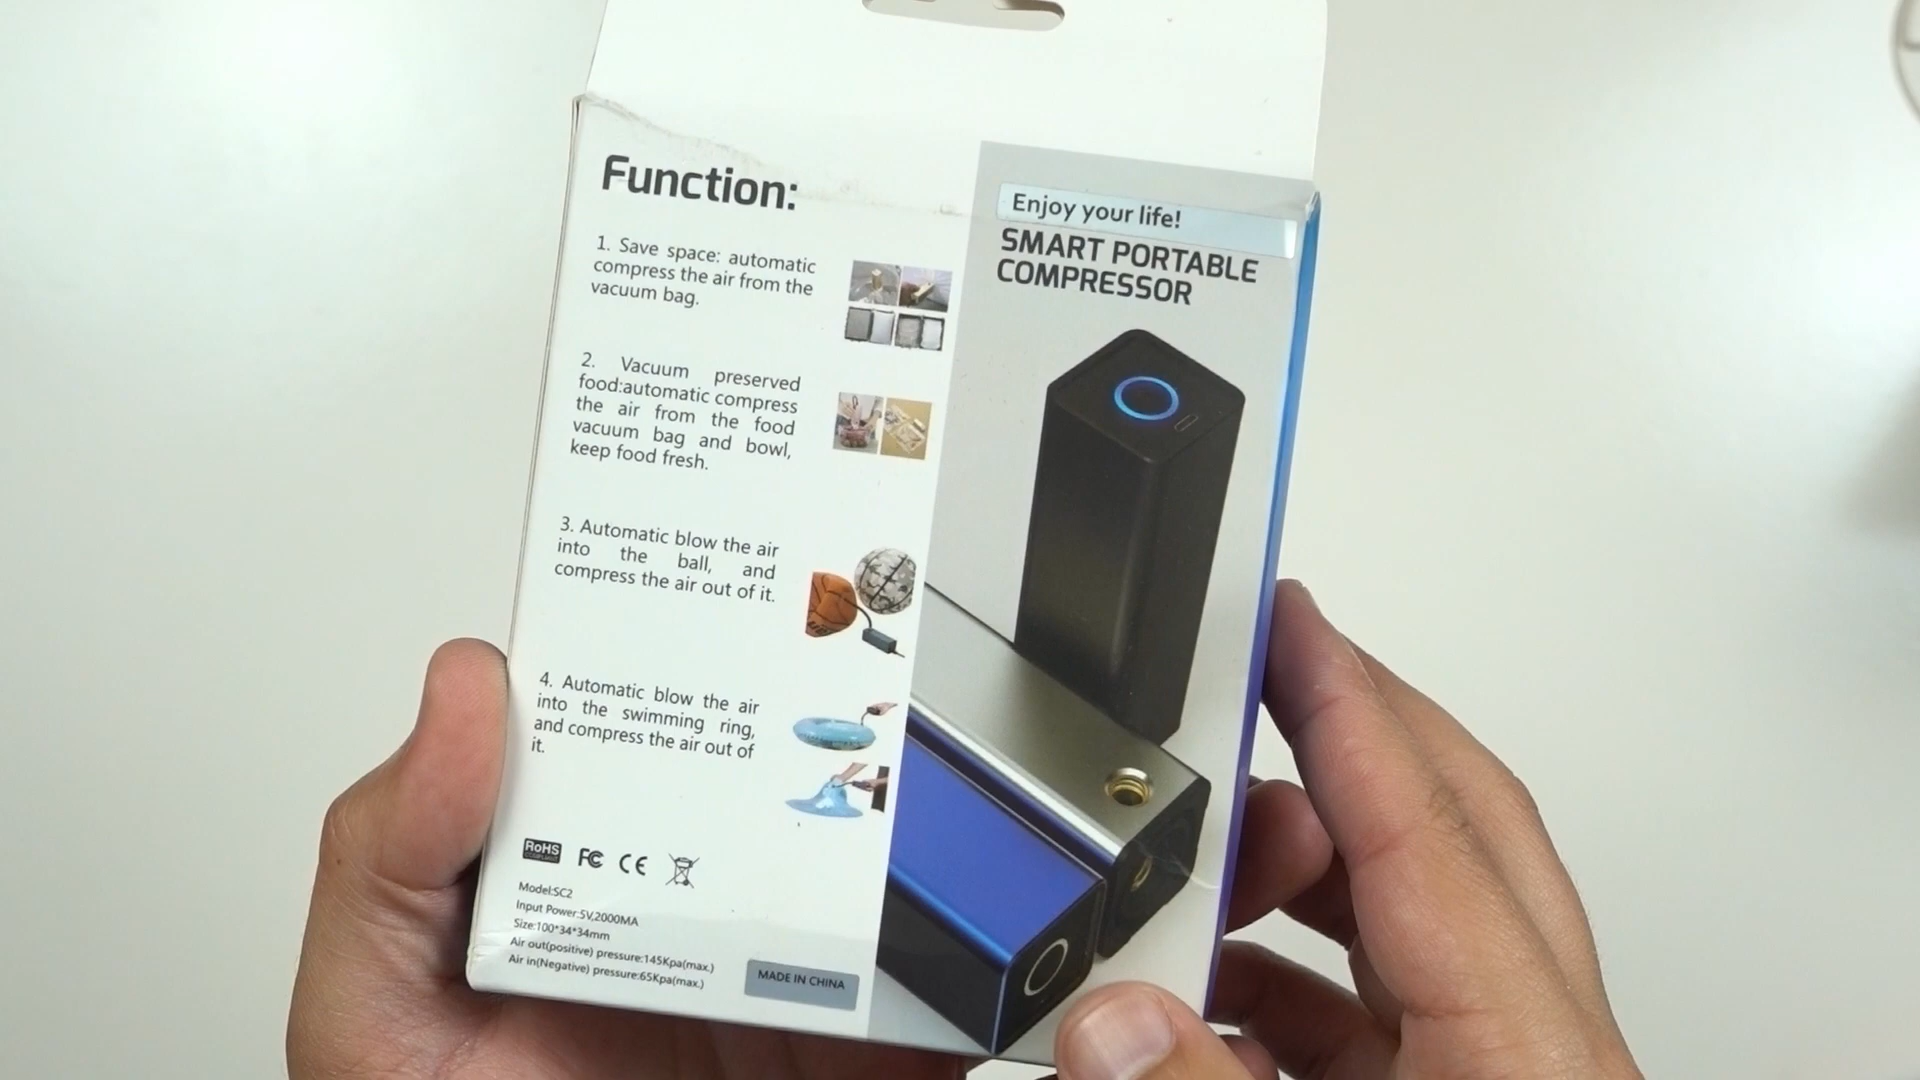 Function:
1. Save space: automatic
compress the air from the
vacuum bag.
2. Vacuum preserved
food:automatic compress
the air from the food
vacuum bag and bowl,
keep food fresh.
3. Automatic blow the air
into the ball, and
compress the air out of it.
4. Automatic blow the air
into the swimming ring,
and compress the air out of
it.
RoHS
COMPLIANT
FC CE
Model:SC2
Input Power:5V,2000MA
Size:100*34*34mm
Air out(positive) pressure:145Kpa(max.)
Air in(Negative) pressure:65Kpa(max.)
MADE IN CHINA
Enjoy your life!
SMART PORTABLE
COMPRESSOR